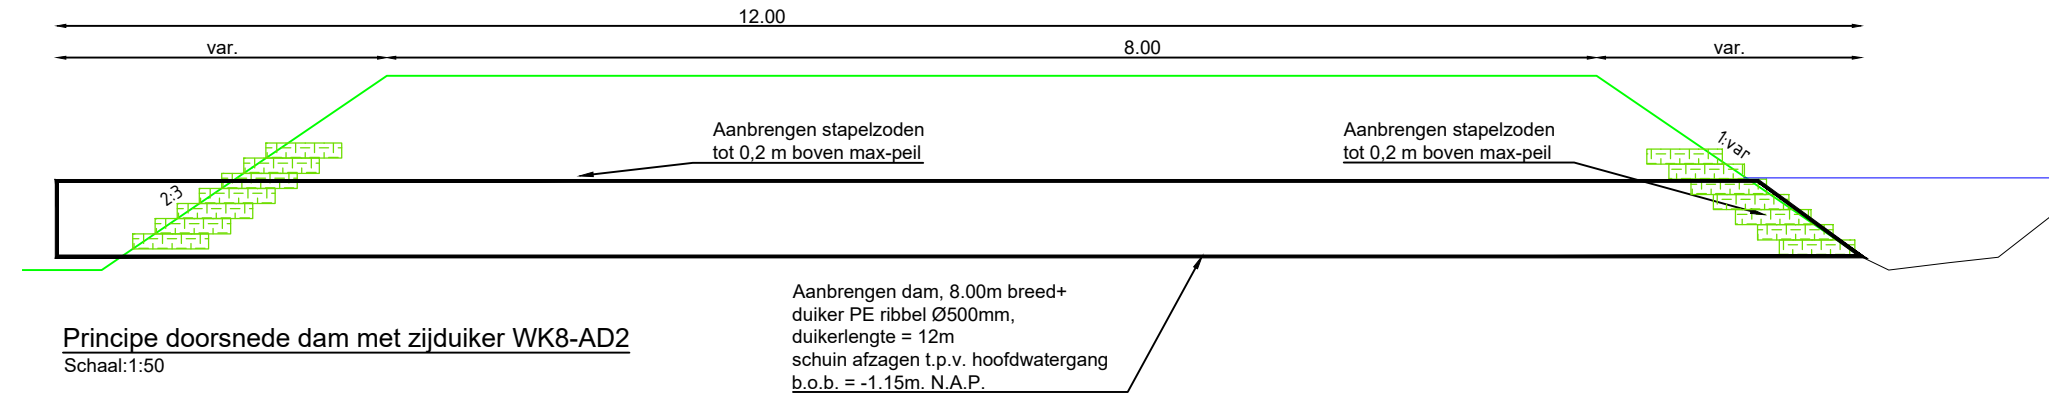 12.00
var.
8.00
var.
Aanbrengen stapelzoden
tot 0,2 m boven max-peil
Aanbrengen stapelzoden
tot 0,2 m boven max-peil
1:var
2:3
Aanbrengen dam, 8.00m breed+
duiker PE ribbel Ø500mm,
duikerlengte = 12m
schuin afzagen t.p.v. hoofdwatergang
b.o.b. = -1.15m. N.A.P.
Principe doorsnede dam met zijduiker WK8-AD2
Schaal:1:50